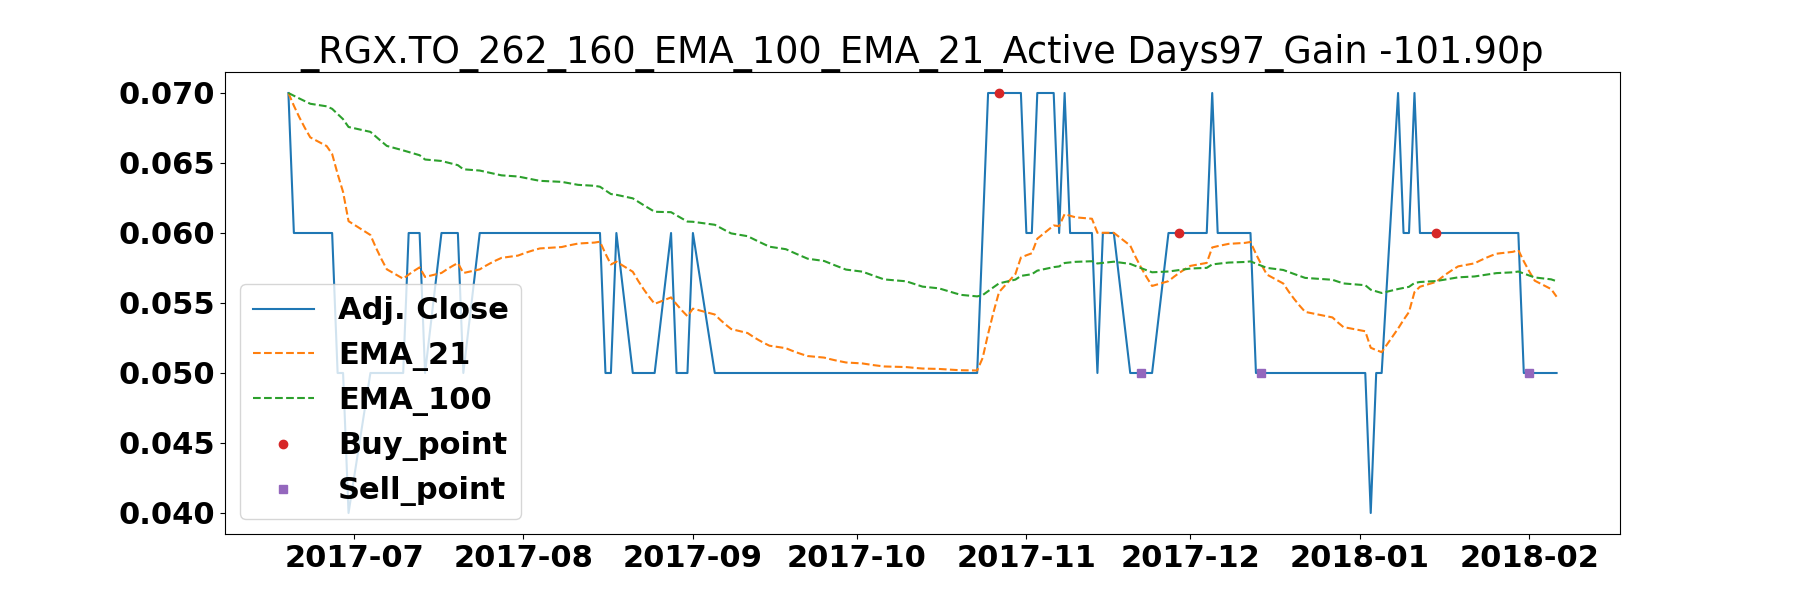 _RGX.TO_262_160_EMA_100_EMA_21_Active Days97_Gain -101.90p
0.070
0.065
0.060
0.055
0.050
0.045
0.040
Adj. Close
EMA_21
EMA_100
Buy_point
Sell_point
2017-07 2017-08 2017-09 2017-10 2017-11 2017-12 2018-01 2018-02